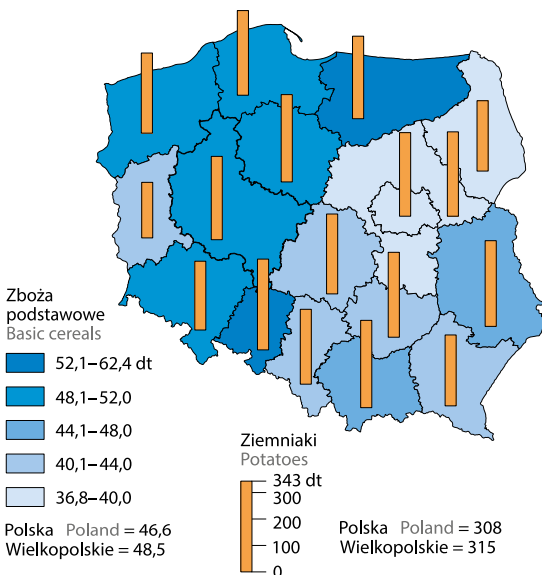 Zboża
podstawowe
Basic cereals
52,1–62,4 dt
48,1–52,0
44,1–48,0
40,1–44,0
36,8–40,0
Polska Poland = 46,6
Wielkopolskie = 48,5
Ziemniaki
Potatoes
343 dt
300
200
100
0
Polska Poland = 308
Wielkopolskie = 315